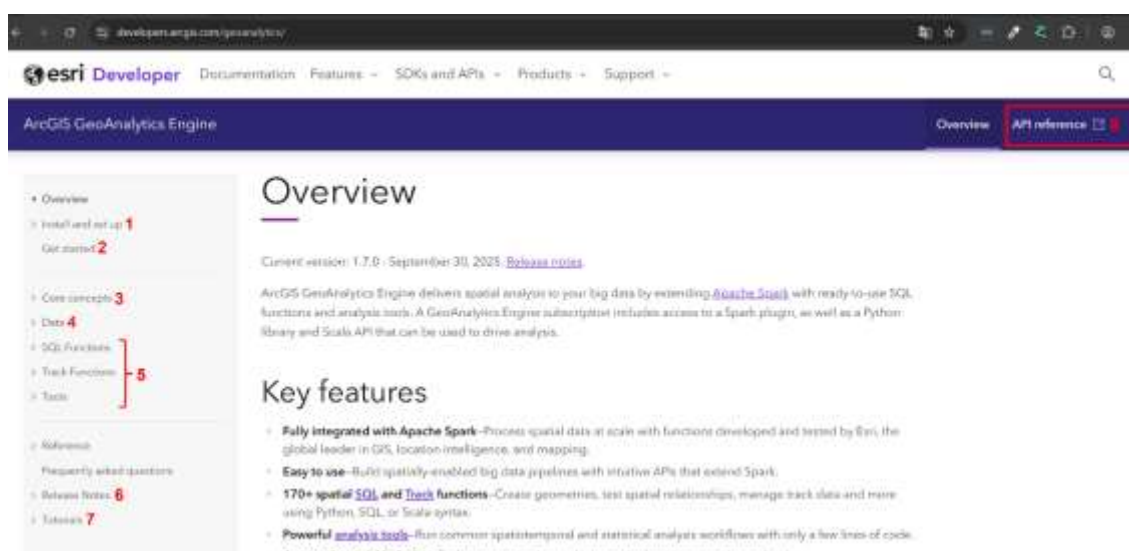 developers.arcgis.com/geoanalytics/
esri Developer Documentation Features SDKs and APIs Products Support
ArcGIS GeoAnalytics Engine Overview API reference
Overview
Install and set up 1
Get started 2
Core concepts 3
Data 4
SQL Functions
Track Functions
5
Tools
Reference
Frequently asked questions
Release Notes 6
Tutorials 7
Overview
Current version: 1.7.0 - September 30, 2025. Release notes.
ArcGIS GeoAnalytics Engine delivers spatial analysis to your big data by extending Apache Spark with ready-to-use SQL
functions and analysis tools. A GeoAnalytics Engine subscription includes access to a Spark plugin, as well as a Python
library and Scala API that can be used to drive analysis.
Key features
Fully integrated with Apache Spark—Process spatial data at scale with functions developed and tested by Esri, the
global leader in GIS, location intelligence, and mapping.
Easy to use—Build spatially-enabled big data pipelines with intuitive APIs that extend Spark.
170+ spatial SQL and Track functions—Create geometries, test spatial relationships, manage track data and more
using Python, SQL, or Scala syntax.
Powerful analysis tools—Run common spatiotemporal and statistical analysis workflows with only a few lines of code.